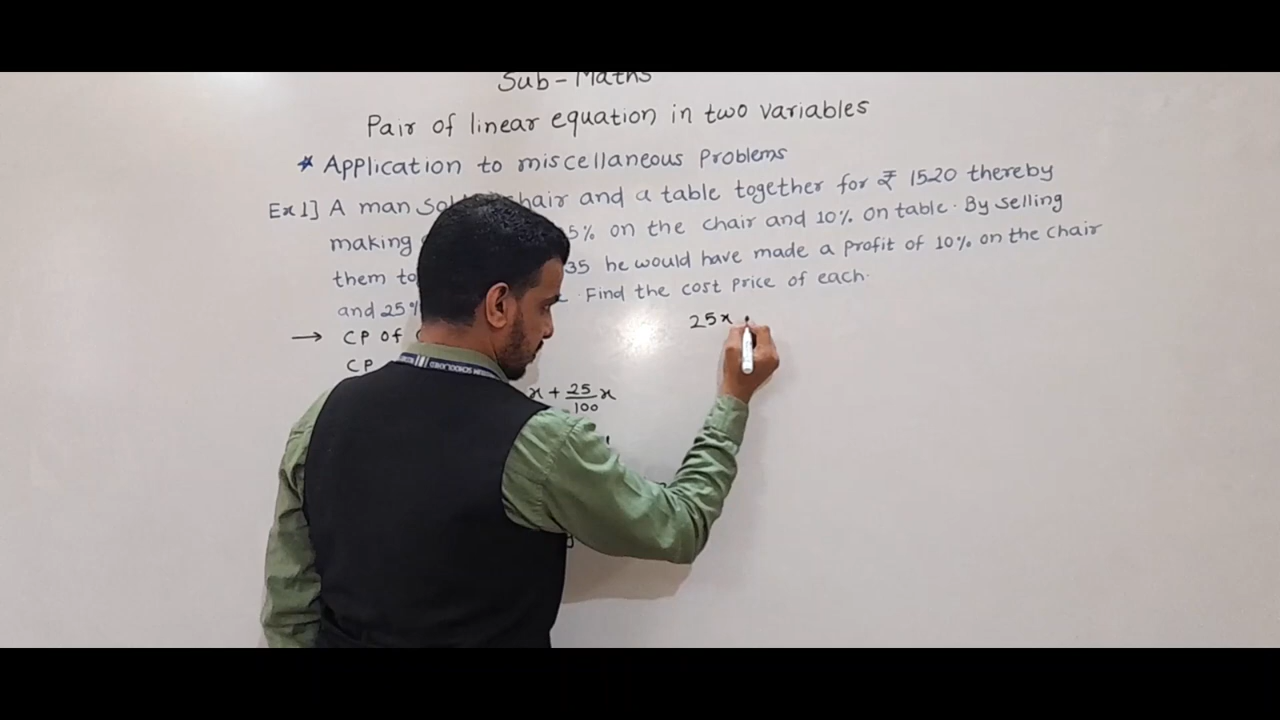 Sub - Maths
Pair of linear equation in two variables
* Application to miscellaneous Problems
Ex 1] A man hair and a table together for ₹ 1520 thereby
making 5% on the chair and 10% on table. By selling
them to 35 he would have made a profit of 10% on the chair
and 25% Find the cost price of each.
→ CP of
CP
x + 25/100 x
25x